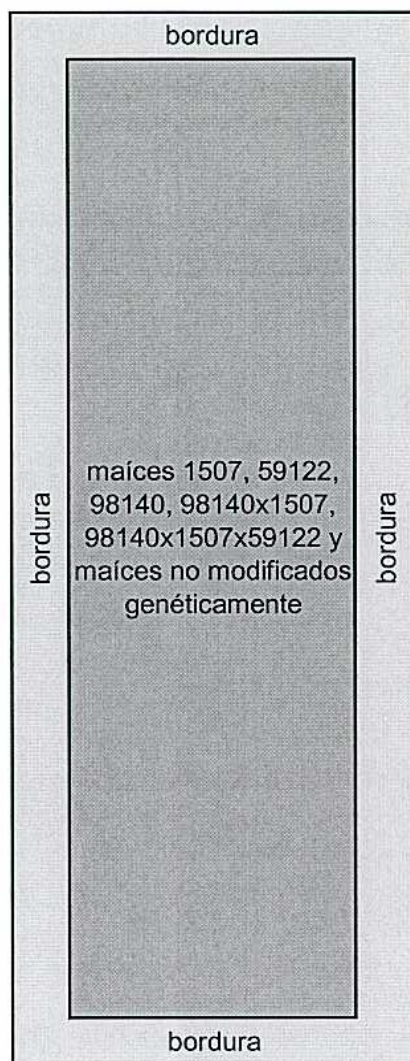 bordura
bordura
maíces 1507, 59122,
98140, 98140x1507,
98140x1507x59122 y
maíces no modificados
genéticamente
bordura
bordura